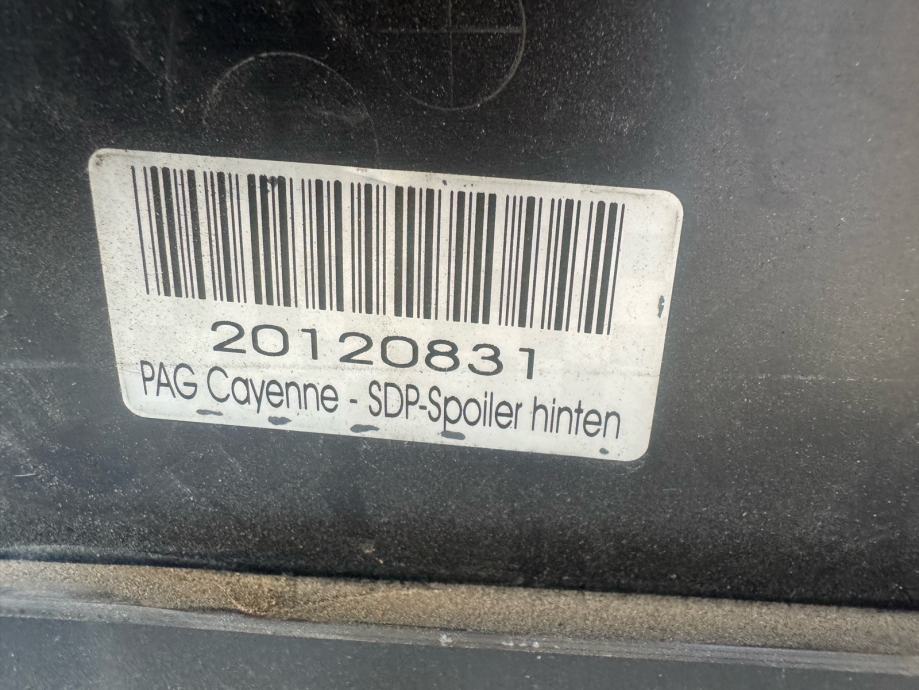 20120831
PAG Cayenne - SDP-Spoiler hinten